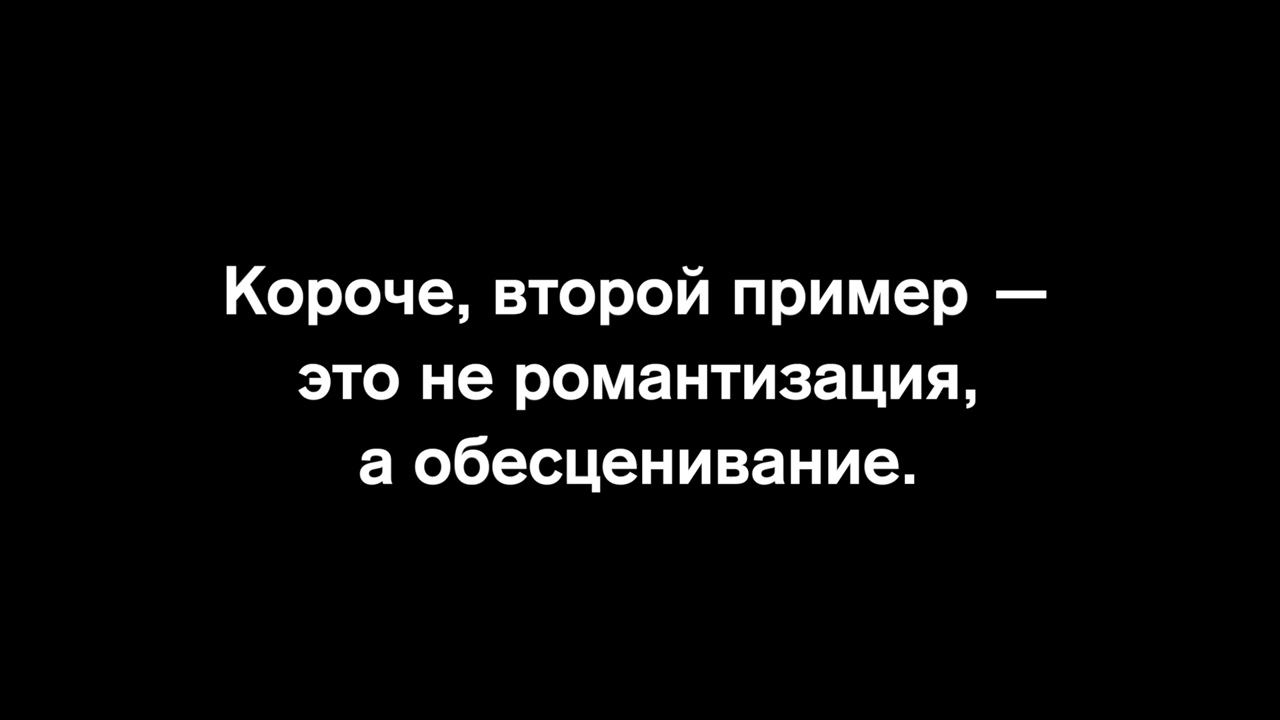 Короче, второй пример —
это не романтизация,
а обесценивание.